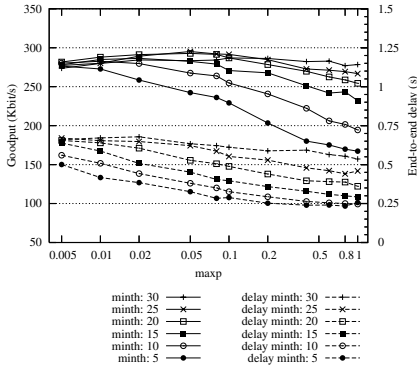 350 1.5
300 1.25
250 1
200 0.75
150 0.5
100 0.25
50 0
Goodput (Kbit/s)
End-to-end delay (s)
0.005 0.01 0.02 0.05 0.1 0.2 0.4 0.8 1
maxp
minth: 30 delay minth: 30
minth: 25 delay minth: 25
minth: 20 delay minth: 20
minth: 15 delay minth: 15
minth: 10 delay minth: 10
minth: 5 delay minth: 5